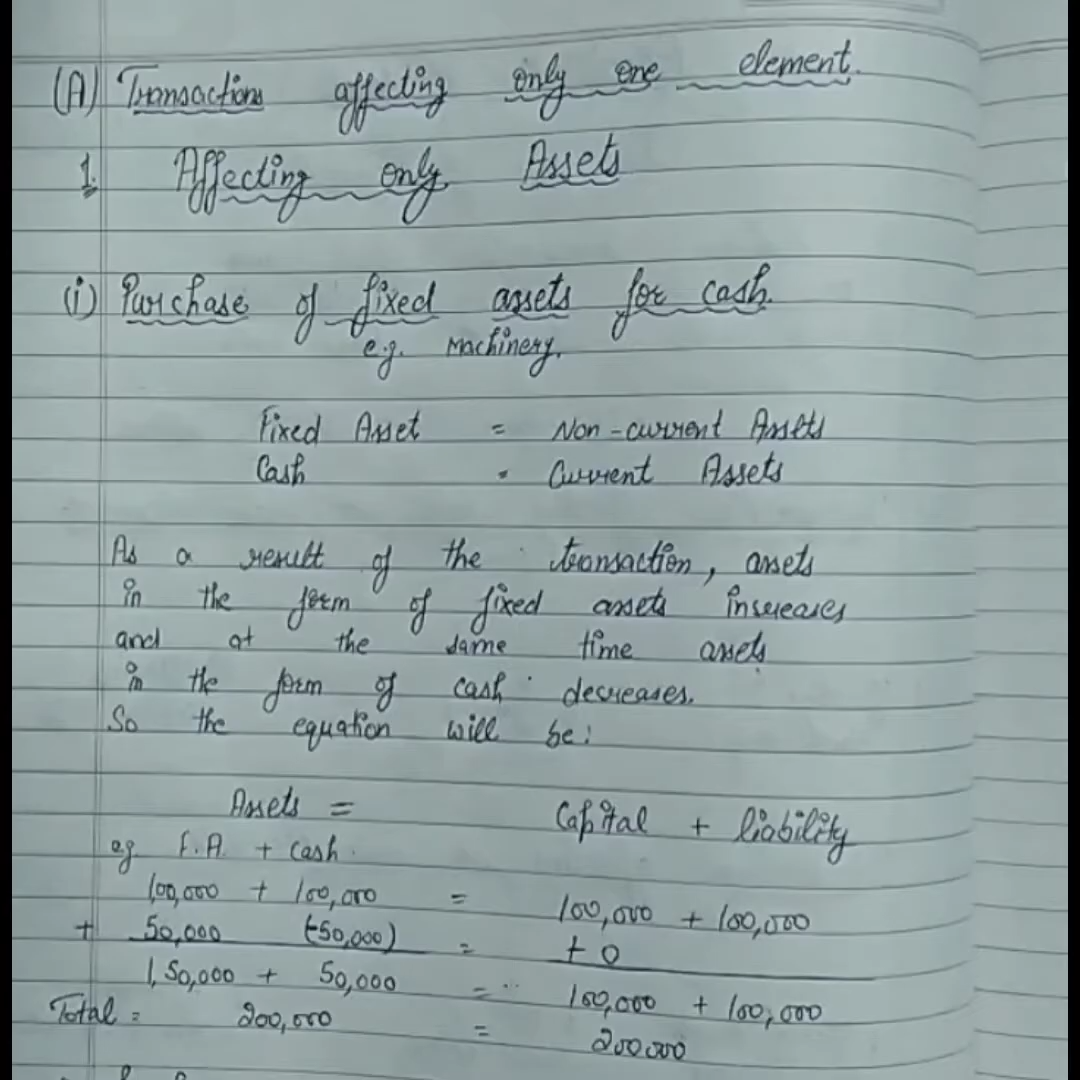 (A) Transactions affecting only one element.
1. Affecting only Assets
(i) Purchase of fixed assets for cash.
e.g. Machinery.
Fixed Asset = Non-current Assets
Cash = Current Assets
As a result of the transaction, assets
in the form of fixed assets increases
and at the same time assets
in the form of cash decreases.
So the equation will be:
Assets = Capital + liability
eg. F.A. + Cash.
1,00,000 + 100,000 = 100,000 + 100,000
+ 50,000 (-50,000) = + 0
1,50,000 + 50,000 = 100,000 + 100,000
Total = 200,000 = 200000